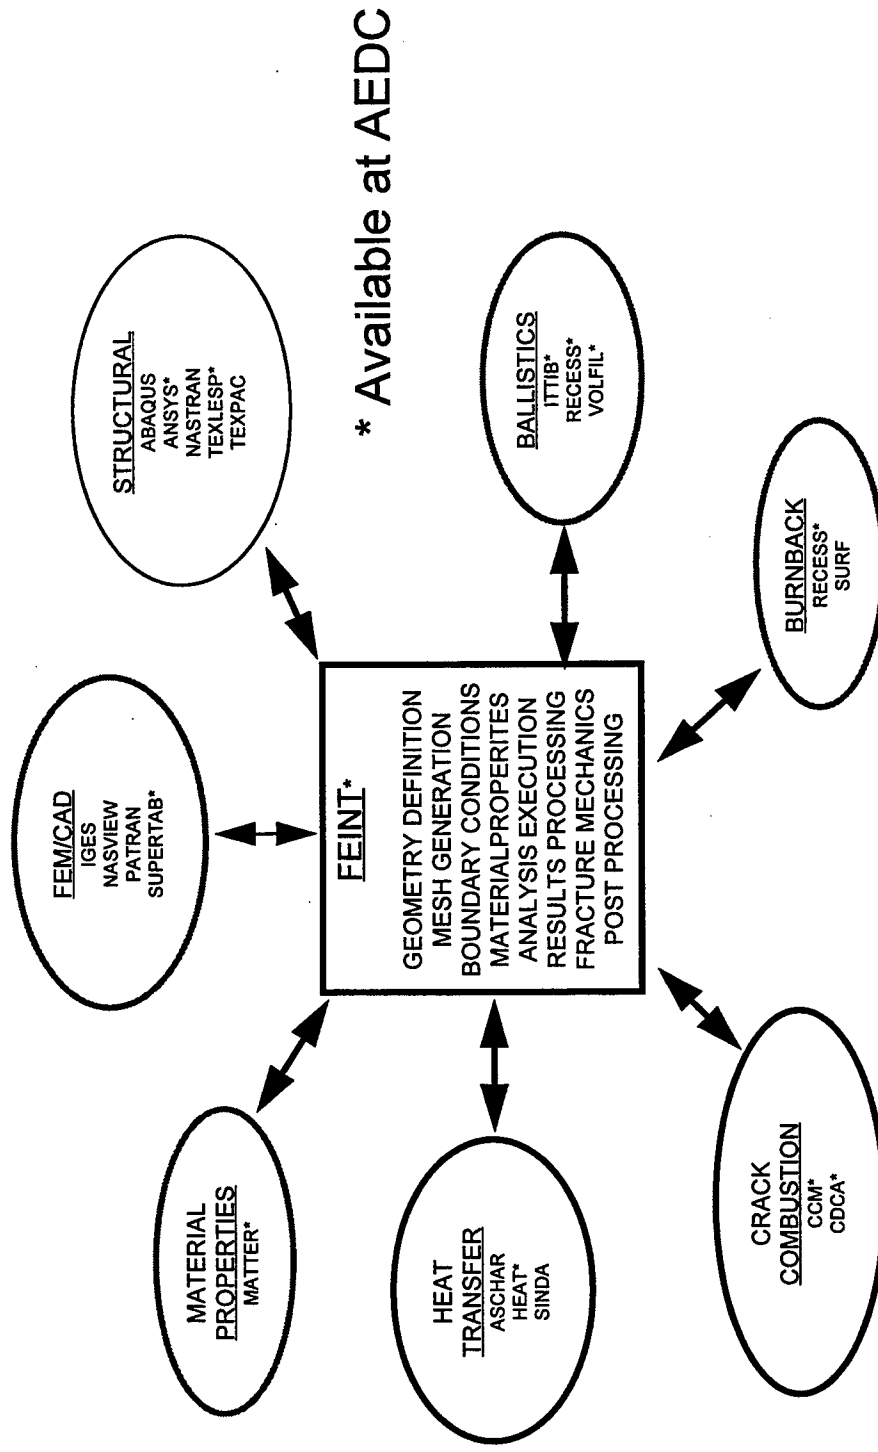 FEM/CAD
IGES
NASVIEW
PATRAN
SUPERTAB*
STRUCTURAL
ABAQUS
ANSYS*
NASTRAN
TEXLESP*
TEXPAC
MATERIAL
PROPERTIES
MATTER*
* Available at AEDC
FEINT*
GEOMETRY DEFINITION
MESH GENERATION
BOUNDARY CONDITIONS
MATERIALPROPERITES
ANALYSIS EXECUTION
RESULTS PROCESSING
FRACTURE MECHANICS
POST PROCESSING
HEAT
TRANSFER
ASCHAR
HEAT*
SINDA
BALLISTICS
ITTIB*
RECESS*
VOLFIL*
CRACK
COMBUSTION
CCM*
CDCA*
BURNBACK
RECESS*
SURF